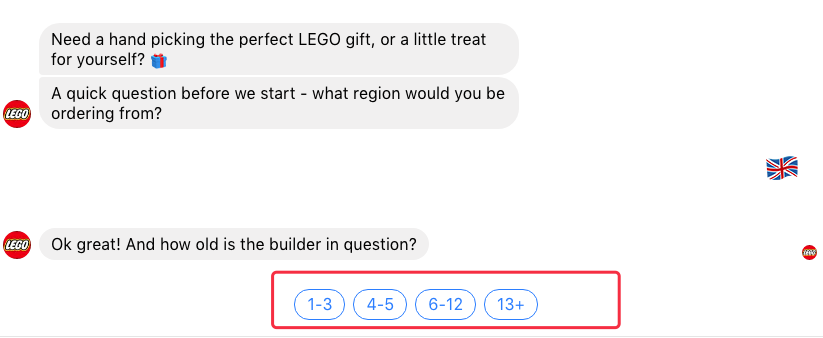 Need a hand picking the perfect LEGO gift, or a little treat
for yourself? 🎁
A quick question before we start - what region would you be
ordering from?
LEGO
🇬🇧
LEGO
Ok great! And how old is the builder in question?
LEGO
1-3 4-5 6-12 13+